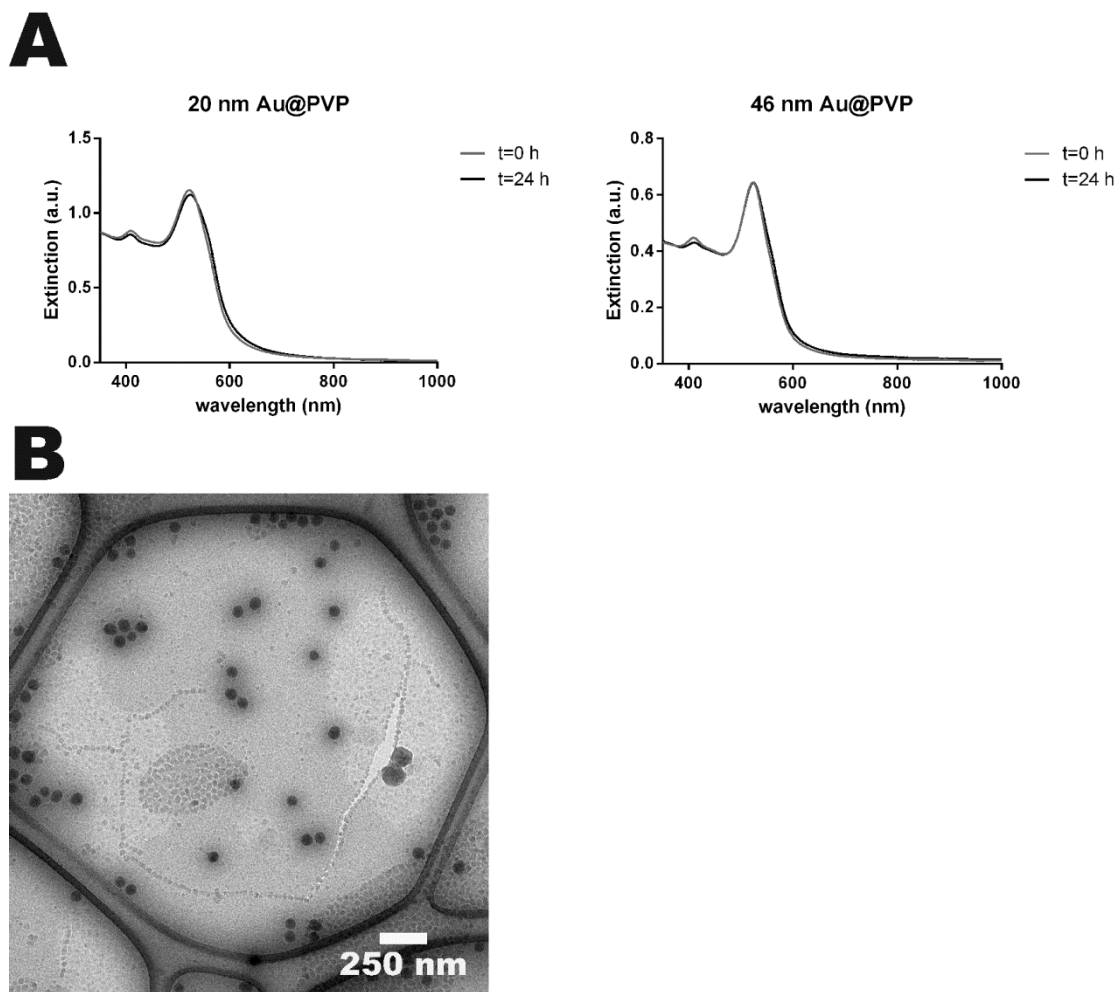 A
20 nm Au@PVP
1.5
1.0
0.5
0.0
Extinction (a.u.)
400
600
800
1000
wavelength (nm)
t=0 h
t=24 h
46 nm Au@PVP
0.8
0.6
0.4
0.2
0.0
Extinction (a.u.)
400
600
800
1000
wavelength (nm)
t=0 h
t=24 h
B
250 nm